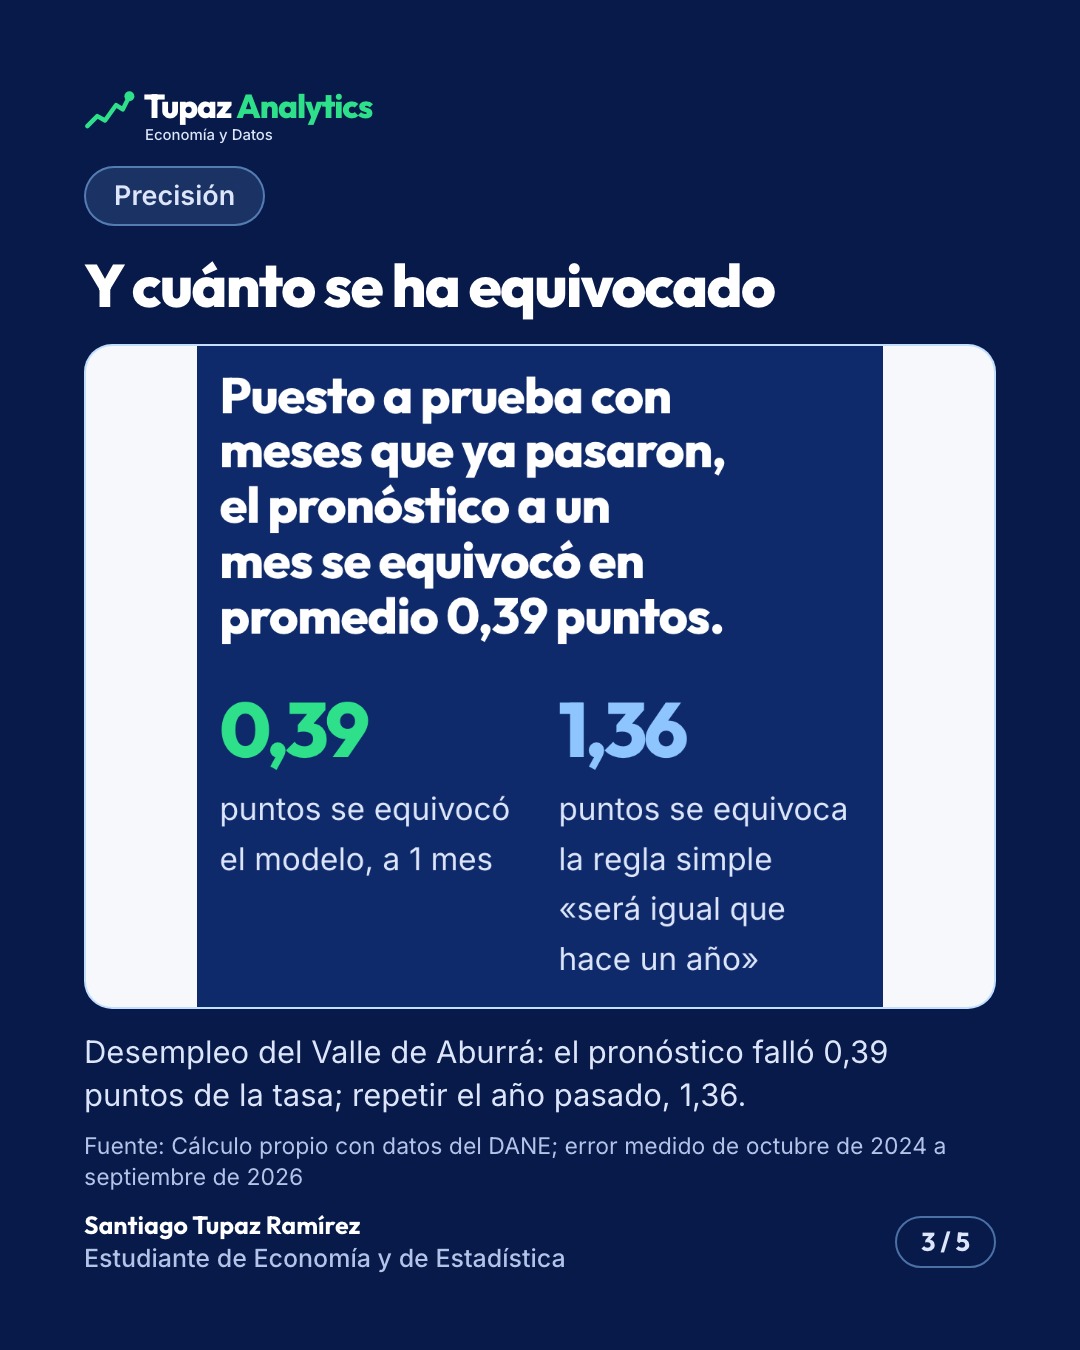 Tupaz Analytics
Economía y Datos
Precisión
Y cuánto se ha equivocado
Puesto a prueba con
meses que ya pasaron,
el pronóstico a un
mes se equivocó en
promedio 0,39 puntos.
0,39
puntos se equivocó
el modelo, a 1 mes
1,36
puntos se equivoca
la regla simple
«será igual que
hace un año»
Desempleo del Valle de Aburrá: el pronóstico falló 0,39
puntos de la tasa; repetir el año pasado, 1,36.
Fuente: Cálculo propio con datos del DANE; error medido de octubre de 2024 a
septiembre de 2026
Santiago Tupaz Ramírez
Estudiante de Economía y de Estadística
3 / 5